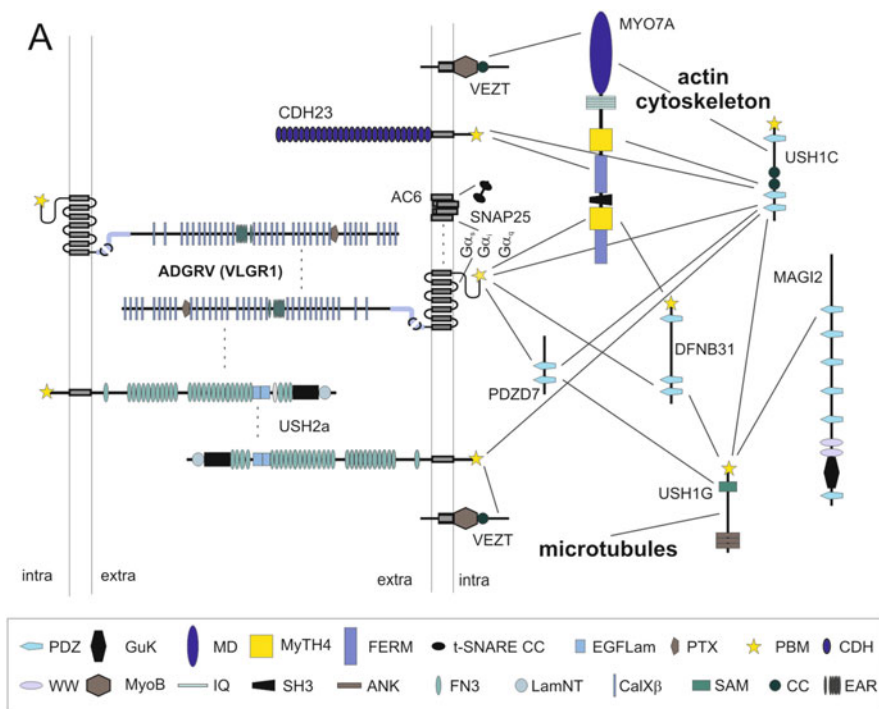 A
MYO7A
VEZT
actin
cytoskeleton
CDH23
USH1C
AC6
SNAP25
Gαs
Gαi
Gαq
MAGI2
ADGRV (VLGR1)
DFNB31
PDZD7
USH2a
USH1G
VEZT
microtubules
intra
extra
extra
intra
PDZ GuK MD MyTH4 FERM t-SNARE CC EGFLam PTX PBM CDH
WW MyoB IQ SH3 ANK FN3 LamNT CalXβ SAM CC EAR